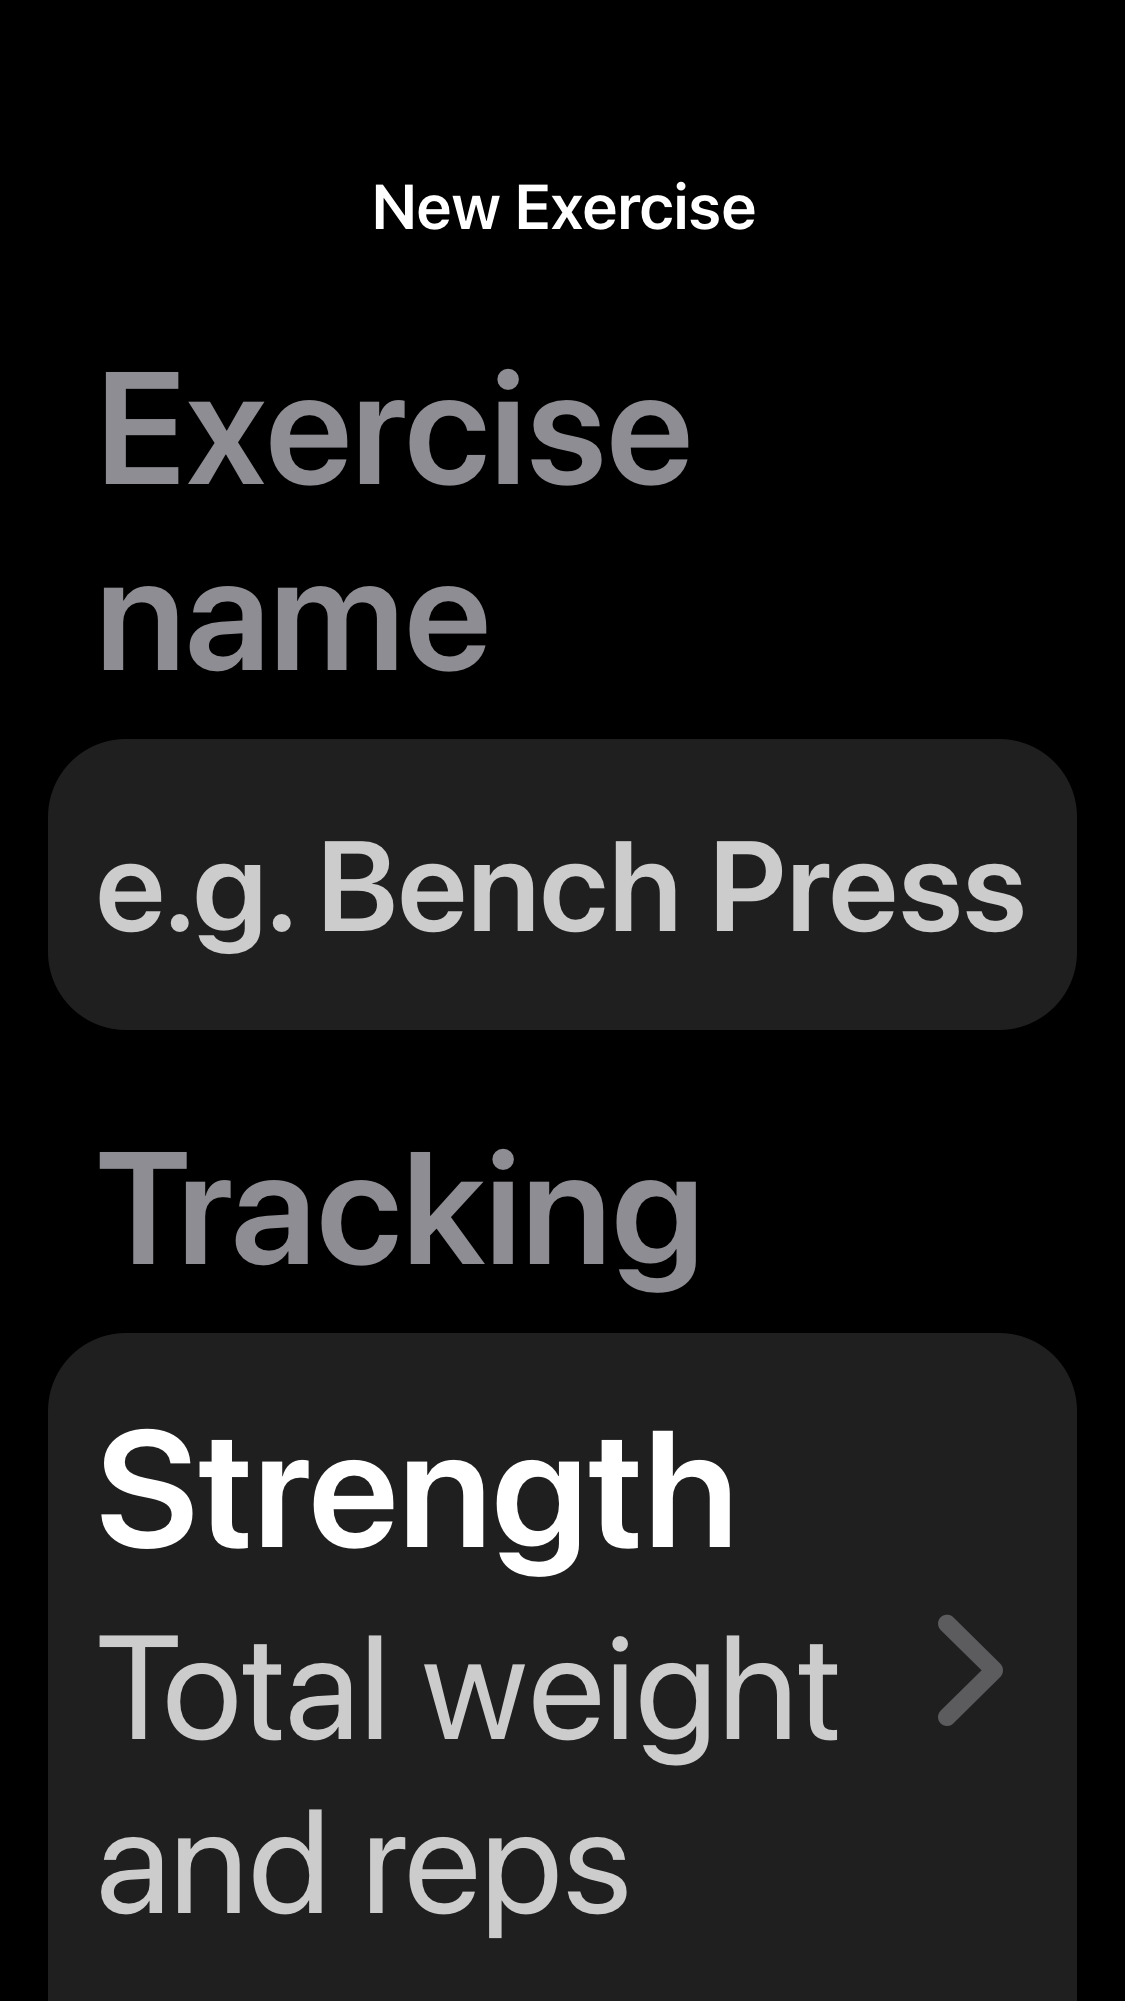 New Exercise
Exercise
name
e.g. Bench Press
Tracking
Strength
Total weight
and reps